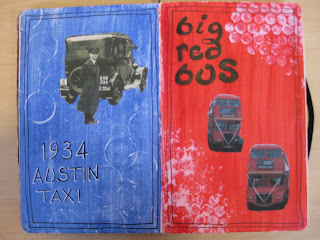 1934
AUSTIN
TAXI
big
red
bus